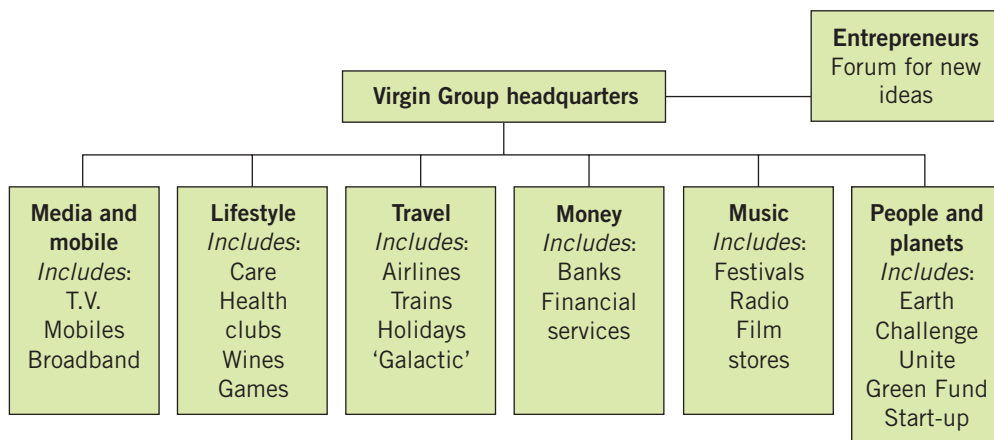 Entrepreneurs
Forum for new
ideas
Virgin Group headquarters
Media and
mobile
Includes:
T.V.
Mobiles
Broadband
Lifestyle
Includes:
Care
Health
clubs
Wines
Games
Travel
Includes:
Airlines
Trains
Holidays
‘Galactic’
Money
Includes:
Banks
Financial
services
Music
Includes:
Festivals
Radio
Film
stores
People and
planets
Includes:
Earth
Challenge
Unite
Green Fund
Start-up